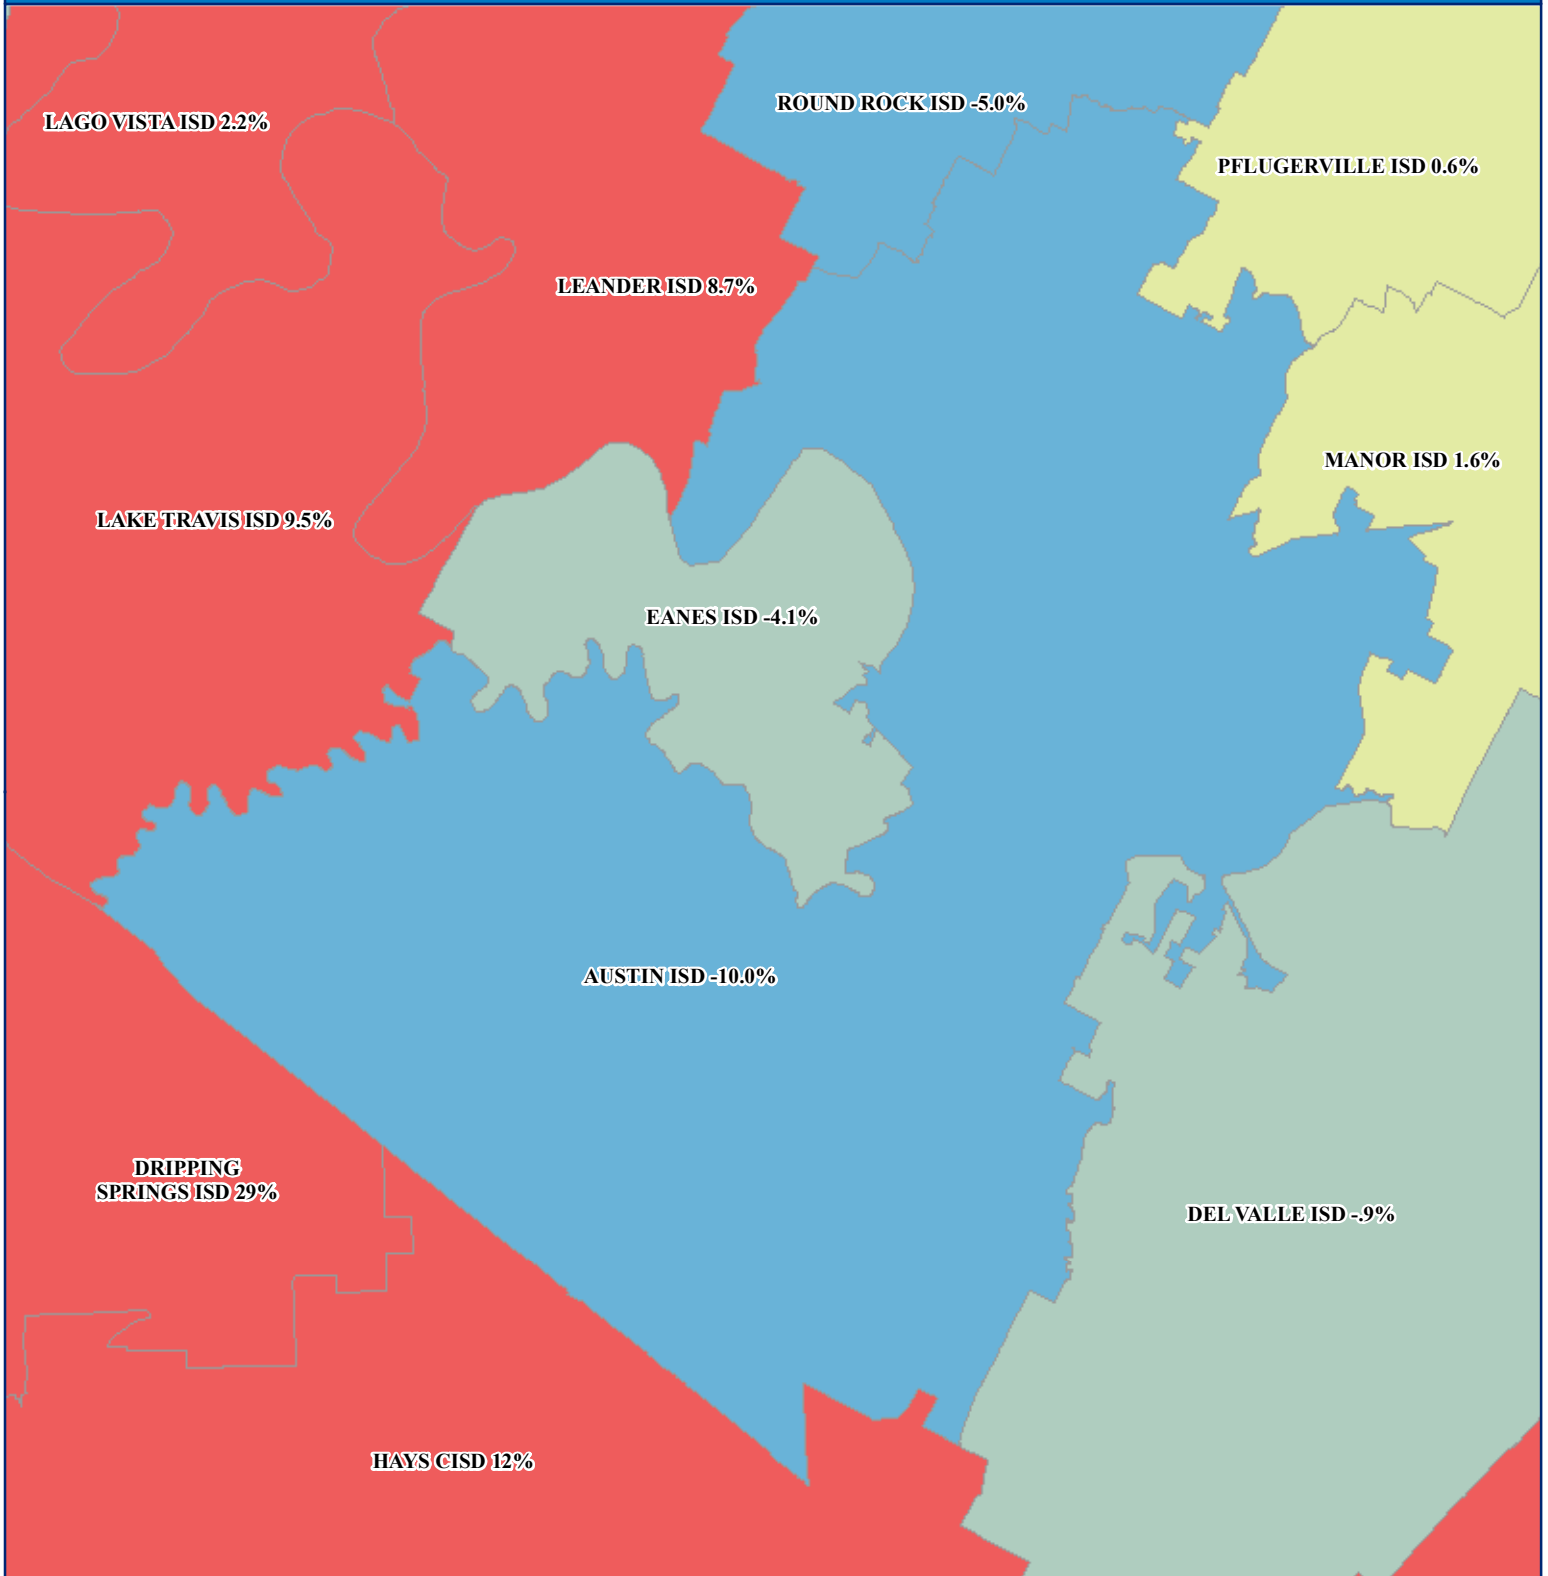 ROUND ROCK ISD -5.0%
LAGO VISTA ISD 2.2%
PFLUGERVILLE ISD 0.6%
LEANDER ISD 8.7%
MANOR ISD 1.6%
LAKE TRAVIS ISD 9.5%
EANES ISD -4.1%
AUSTIN ISD -10.0%
DRIPPING
SPRINGS ISD 29%
DEL VALLE ISD -.9%
HAYS CISD 12%